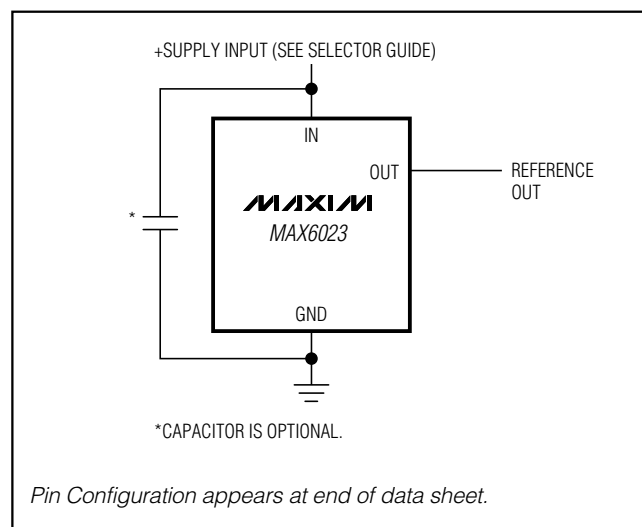 +SUPPLY INPUT (SEE SELECTOR GUIDE)
IN
OUT
REFERENCE
OUT
MAXIM
MAX6023
*
GND
*CAPACITOR IS OPTIONAL.
Pin Configuration appears at end of data sheet.